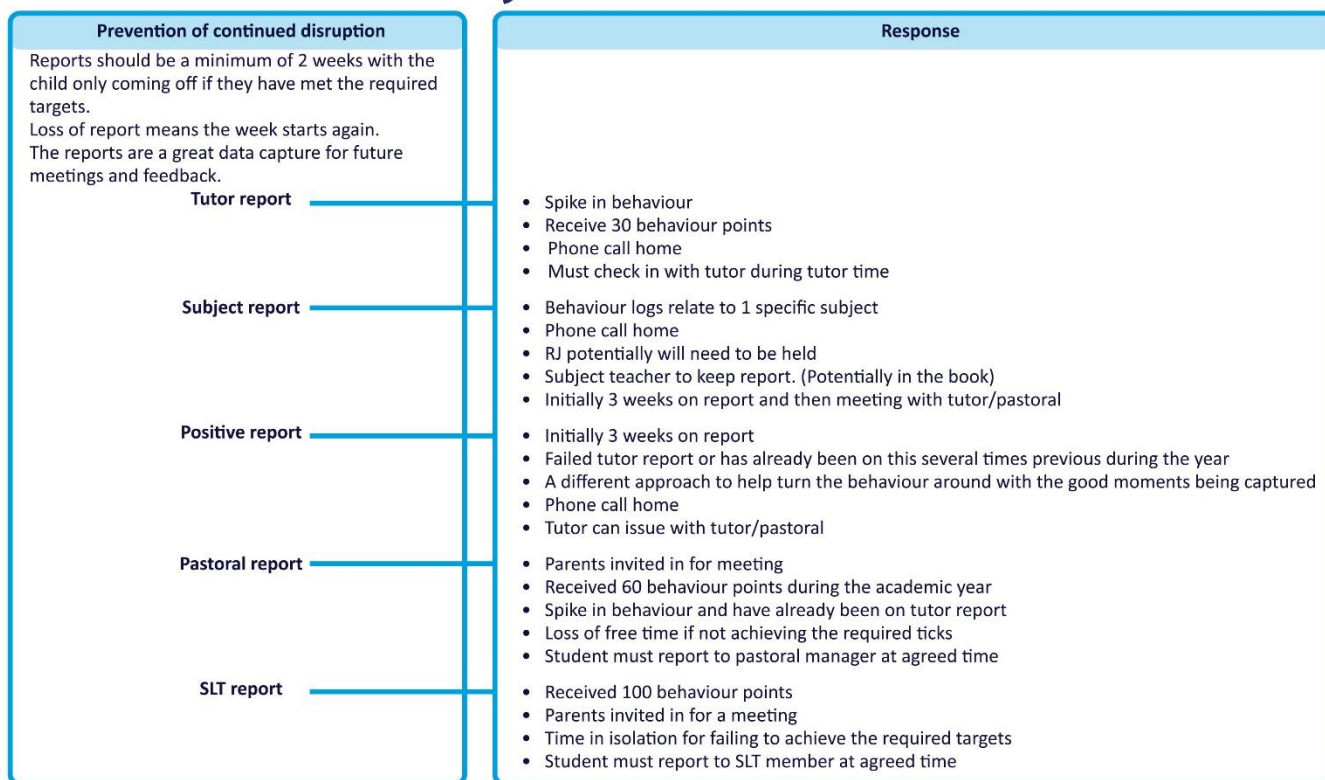 Prevention of continued disruption
Reports should be a minimum of 2 weeks with the
child only coming off if they have met the required
targets.
Loss of report means the week starts again.
The reports are a great data capture for future
meetings and feedback.
Response
Tutor report
• Spike in behaviour
• Receive 30 behaviour points
• Phone call home
• Must check in with tutor during tutor time
Subject report
• Behaviour logs relate to 1 specific subject
• Phone call home
• RJ potentially will need to be held
• Subject teacher to keep report. (Potentially in the book)
• Initially 3 weeks on report and then meeting with tutor/pastoral
Positive report
• Initially 3 weeks on report
• Failed tutor report or has already been on this several times previous during the year
• A different approach to help turn the behaviour around with the good moments being captured
• Phone call home
• Tutor can issue with tutor/pastoral
Pastoral report
• Parents invited in for meeting
• Received 60 behaviour points during the academic year
• Spike in behaviour and have already been on tutor report
• Loss of free time if not achieving the required ticks
• Student must report to pastoral manager at agreed time
SLT report
• Received 100 behaviour points
• Parents invited in for a meeting
• Time in isolation for failing to achieve the required targets
• Student must report to SLT member at agreed time